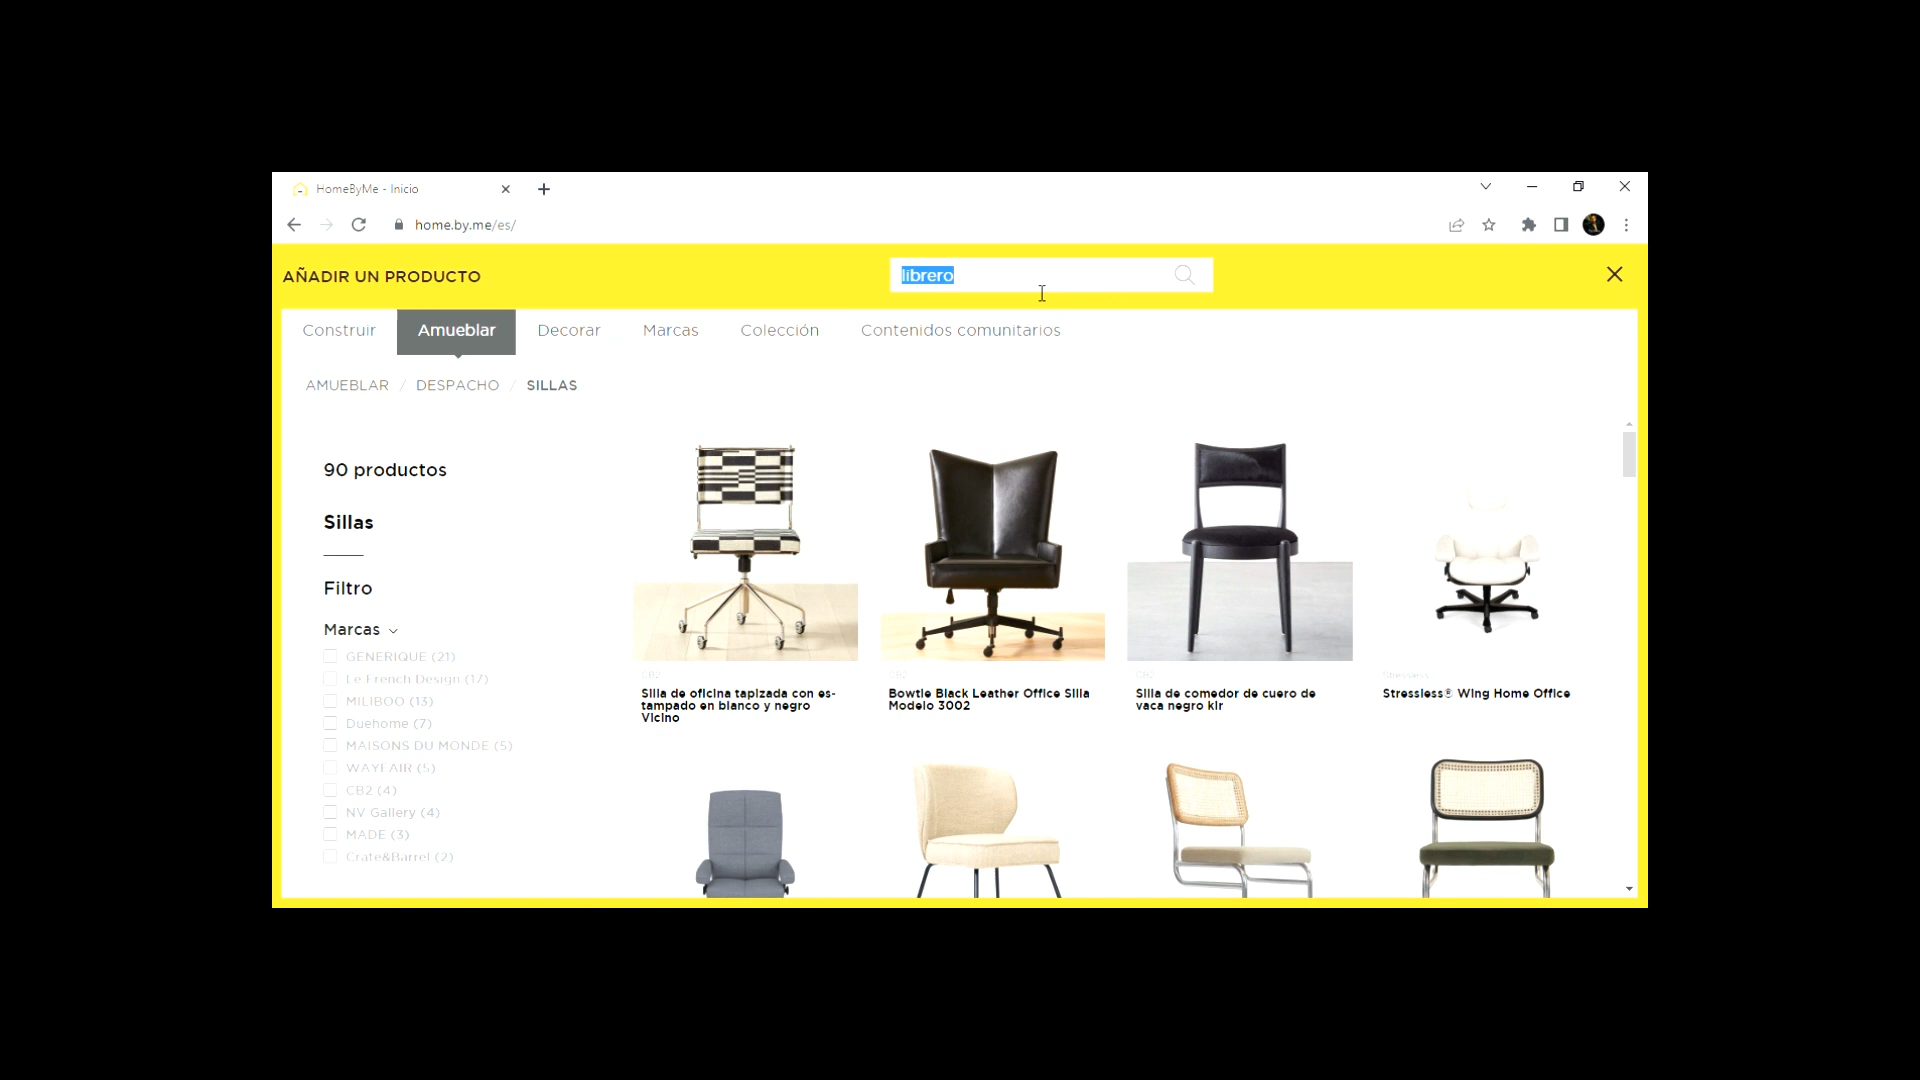 HomeByMe - Inicio
home.by.me/es/
AÑADIR UN PRODUCTO
librero
Construir
Amueblar
Decorar
Marcas
Colección
Contenidos comunitarios
AMUEBLAR / DESPACHO / SILLAS
90 productos
Sillas
Filtro
Marcas
GENERIQUE (21)
Le French Design (17)
MILIBOO (13)
Duehome (7)
MAISONS DU MONDE (5)
WAYFAIR (5)
CB2 (4)
NV Gallery (4)
MADE (3)
Crate&Barrel (2)
CB2
Silla de oficina tapizada con es-
tampado en blanco y negro
Vicino
CB2
Bowtie Black Leather Office Silla
Modelo 3002
CB2
Silla de comedor de cuero de
vaca negro kir
Stressless
Stressless® Wing Home Office